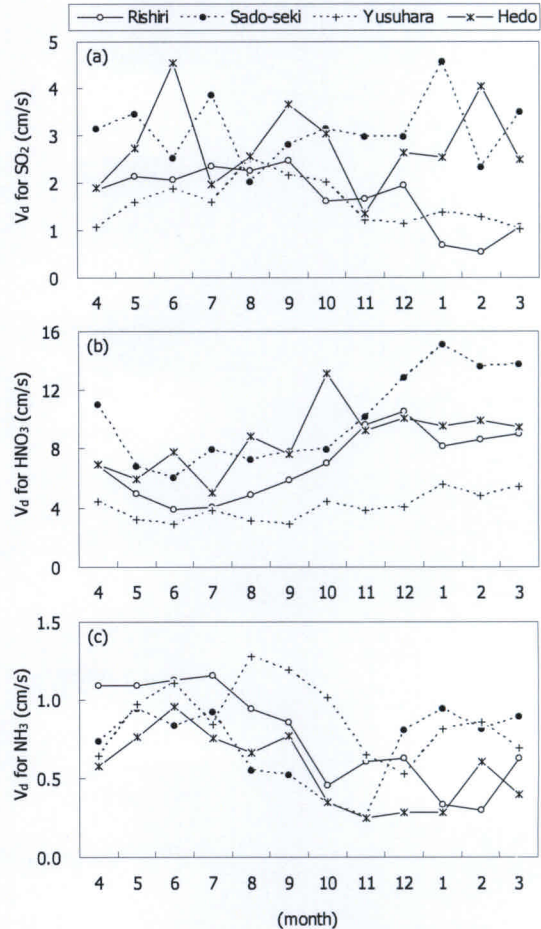 Rishiri Sado-seki Yusuhara Hedo
(a)
V_d for SO₂ (cm/s)
5
4
3
2
1
0
4 5 6 7 8 9 10 11 12 1 2 3
(b)
V_d for HNO₃ (cm/s)
16
12
8
4
0
4 5 6 7 8 9 10 11 12 1 2 3
(c)
V_d for NH₃ (cm/s)
1.5
1.0
0.5
0.0
4 5 6 7 8 9 10 11 12 1 2 3
(month)